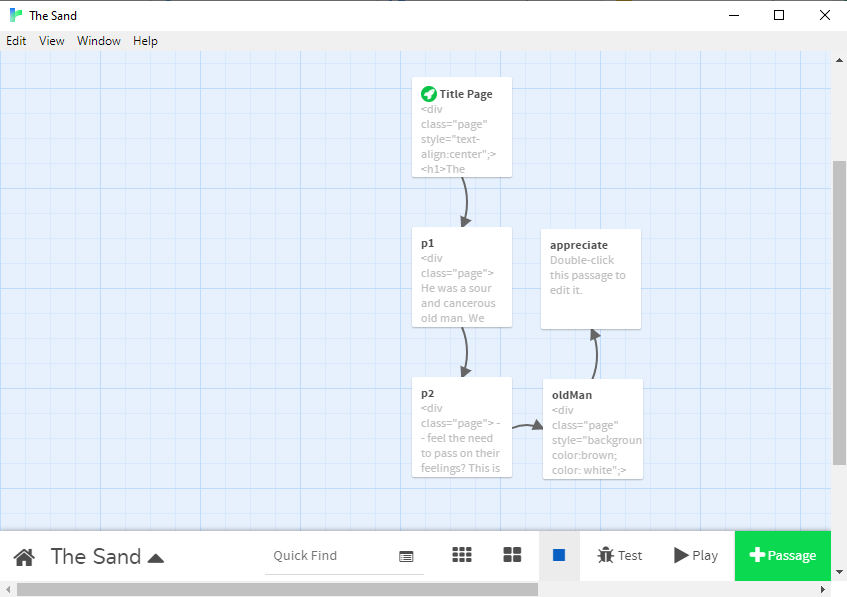 The Sand
Edit View Window Help
Title Page
<div
class="page"
style="text-
align:center";>
<h1>The
p1
<div
class="page">
He was a sour
and cancerous
old man. We
appreciate
Double-click
this passage to
edit it.
p2
<div
class="page"> -
- feel the need
to pass on their
feelings? This is
oldMan
<div
class="page"
style="backgroun
color:brown;
color: white";>
The Sand
Quick Find
Test
Play
Passage